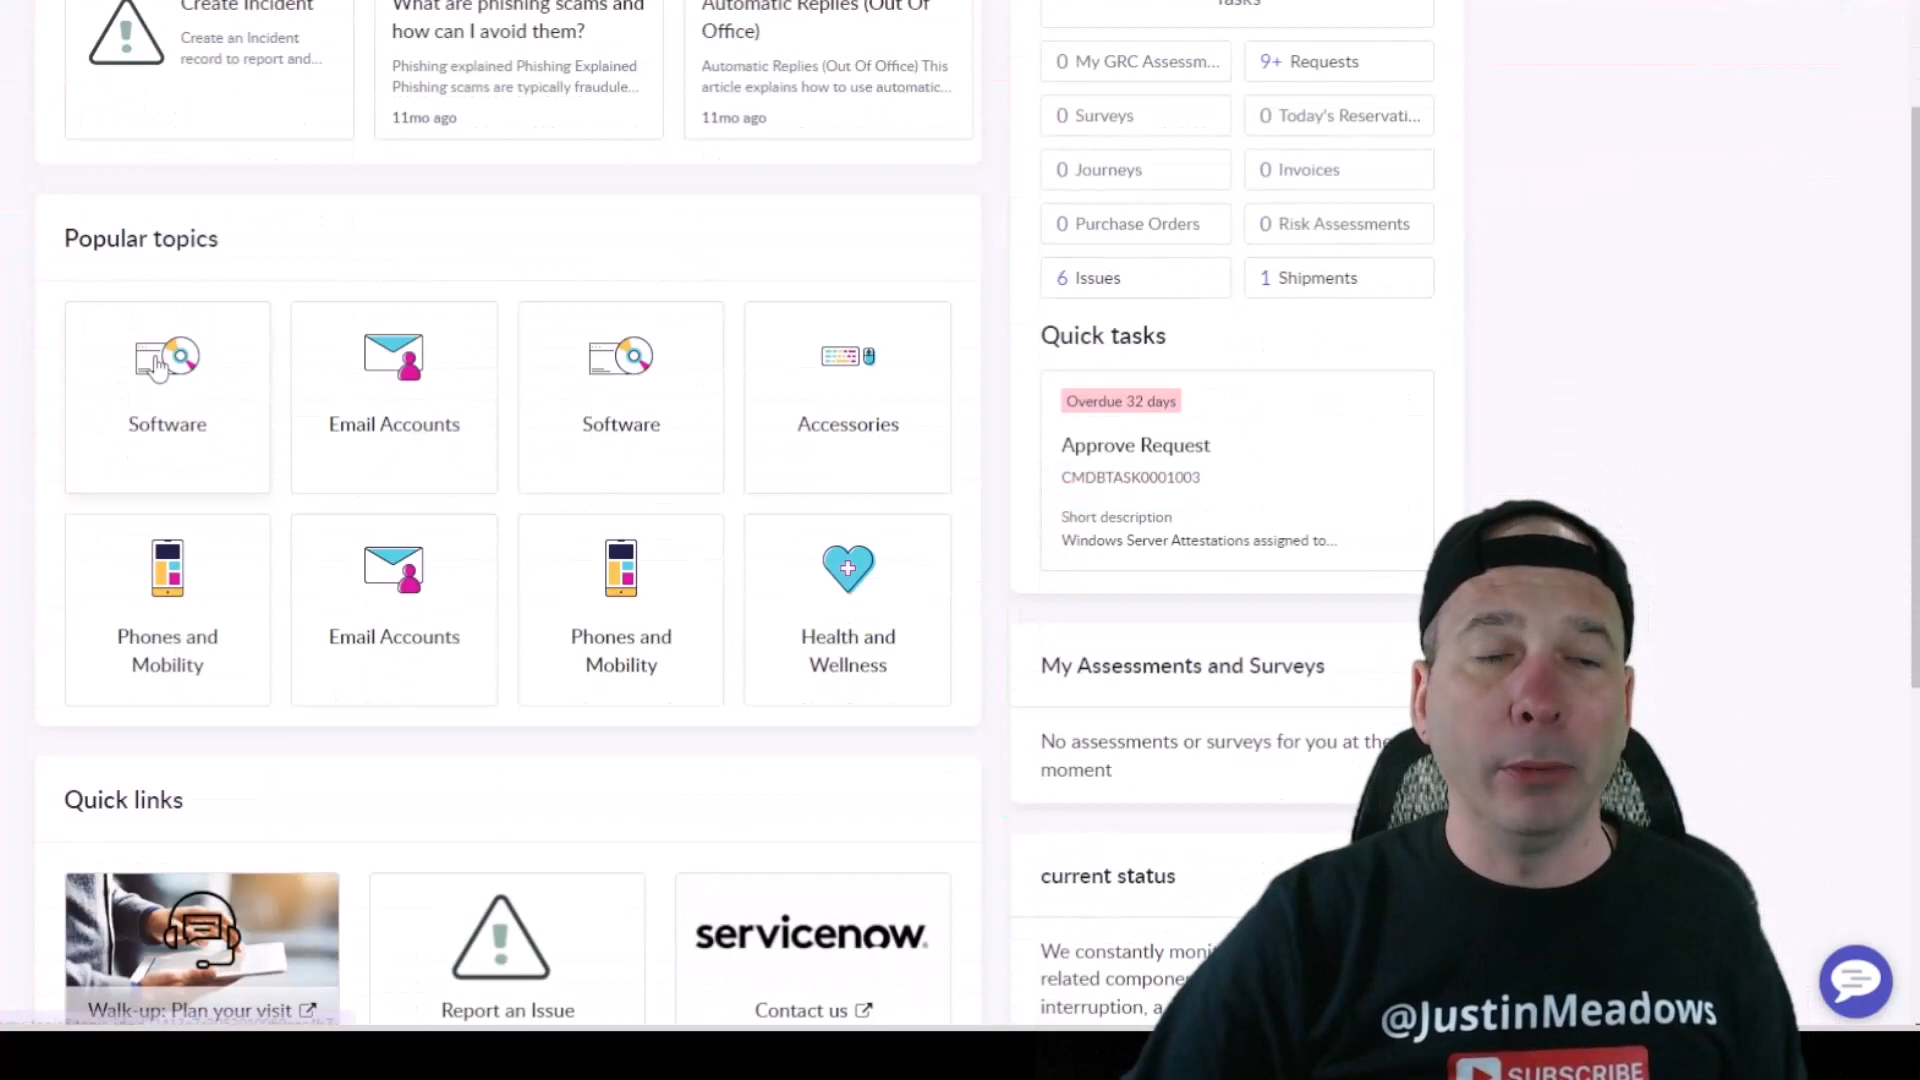 Create Incident
Create an Incident
record to report and...
What are phishing scams and
how can I avoid them?
Phishing explained Phishing Explained
Phishing scams are typically fraudule...
11mo ago
Automatic Replies (Out Of
Office)
Automatic Replies (Out Of Office) This
article explains how to use automatic...
11mo ago
Popular topics
Software
Email Accounts
Software
Accessories
Phones and
Mobility
Email Accounts
Phones and
Mobility
Health and
Wellness
Quick links
Walk-up: Plan your visit
Report an Issue
servicenow.
Contact us
Tasks
0 My GRC Assessm...
9+ Requests
0 Surveys
0 Today's Reservati...
0 Journeys
0 Invoices
0 Purchase Orders
0 Risk Assessments
6 Issues
1 Shipments
Quick tasks
Overdue 32 days
Approve Request
CMDBTASK0001003
Short description
Windows Server Attestations assigned to...
My Assessments and Surveys
No assessments or surveys for you at the
moment
current status
We constantly
related
interruption, a
@JustinMeadows
SUBSCRIBE